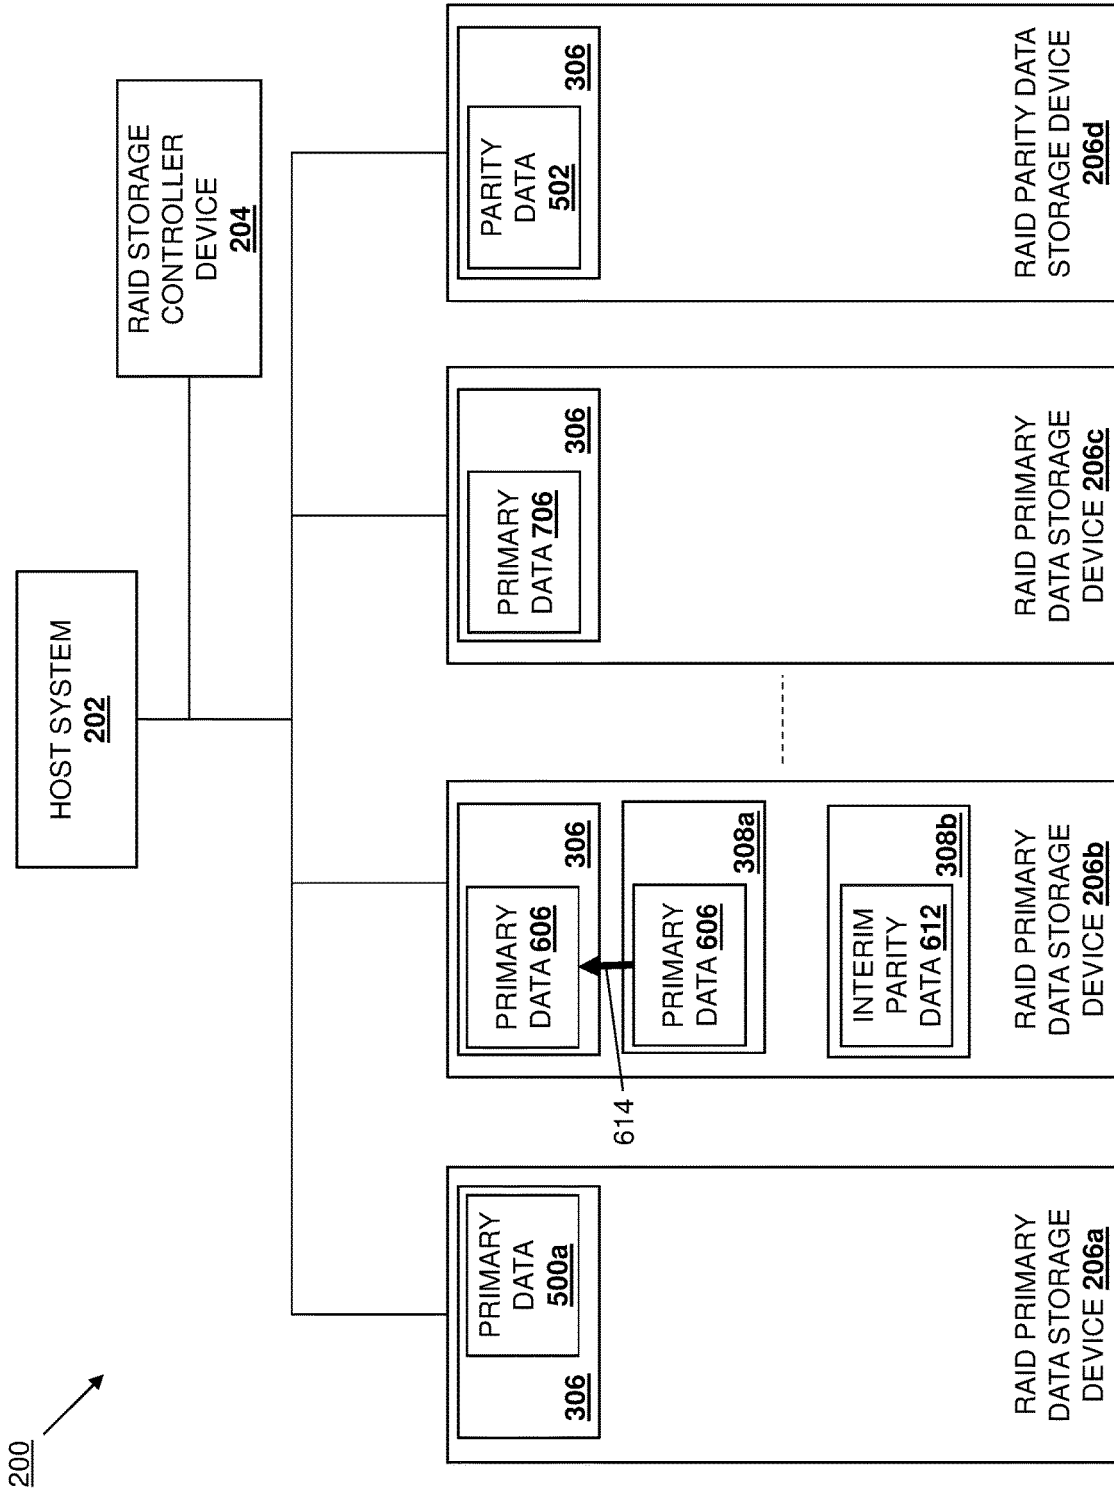 200
HOST SYSTEM
202
RAID STORAGE
CONTROLLER
DEVICE
204
306
PRIMARY
DATA
500a
RAID PRIMARY
DATA STORAGE
DEVICE 206a
PRIMARY
DATA 606
306
614
PRIMARY
DATA 606
308a
INTERIM
PARITY
DATA 612
308b
RAID PRIMARY
DATA STORAGE
DEVICE 206b
PRIMARY
DATA 706
306
RAID PRIMARY
DATA STORAGE
DEVICE 206c
PARITY
DATA
502
306
RAID PARITY DATA
STORAGE DEVICE
206d